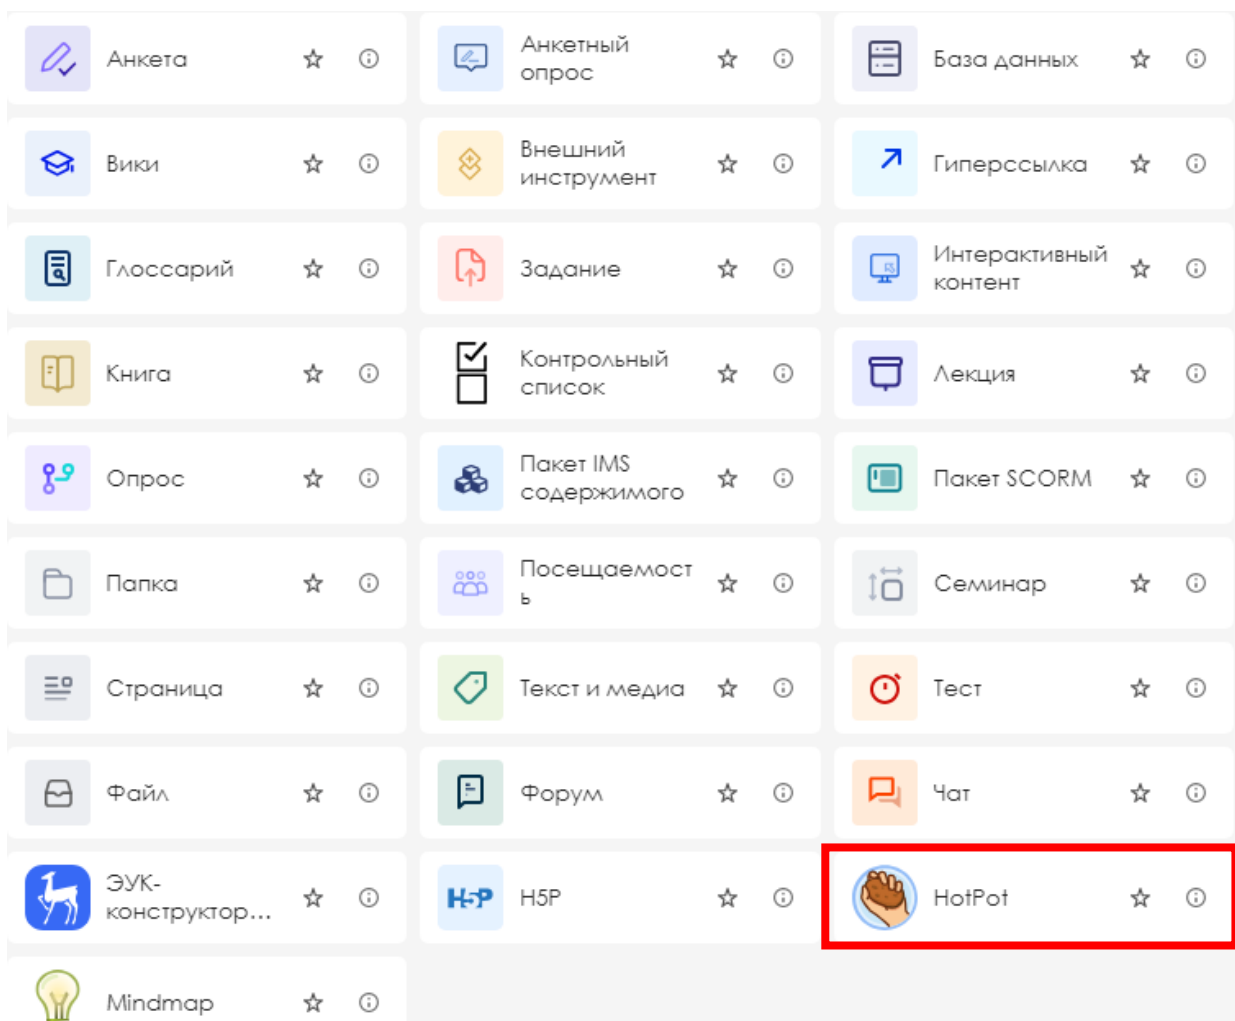 Анкета
Анкетный
опрос
База данных
Вики
Внешний
инструмент
Гиперссылка
Глоссарий
Задание
Интерактивный
контент
Книга
Контрольный
список
Лекция
Опрос
Пакет IMS
содержимого
Пакет SCORM
Папка
Посещаемост
ь
Семинар
Страница
Текст и медиа
Тест
Файл
Форум
Чат
ЭУК-
конструктор...
H5P
H5P
HotPot
Mindmap